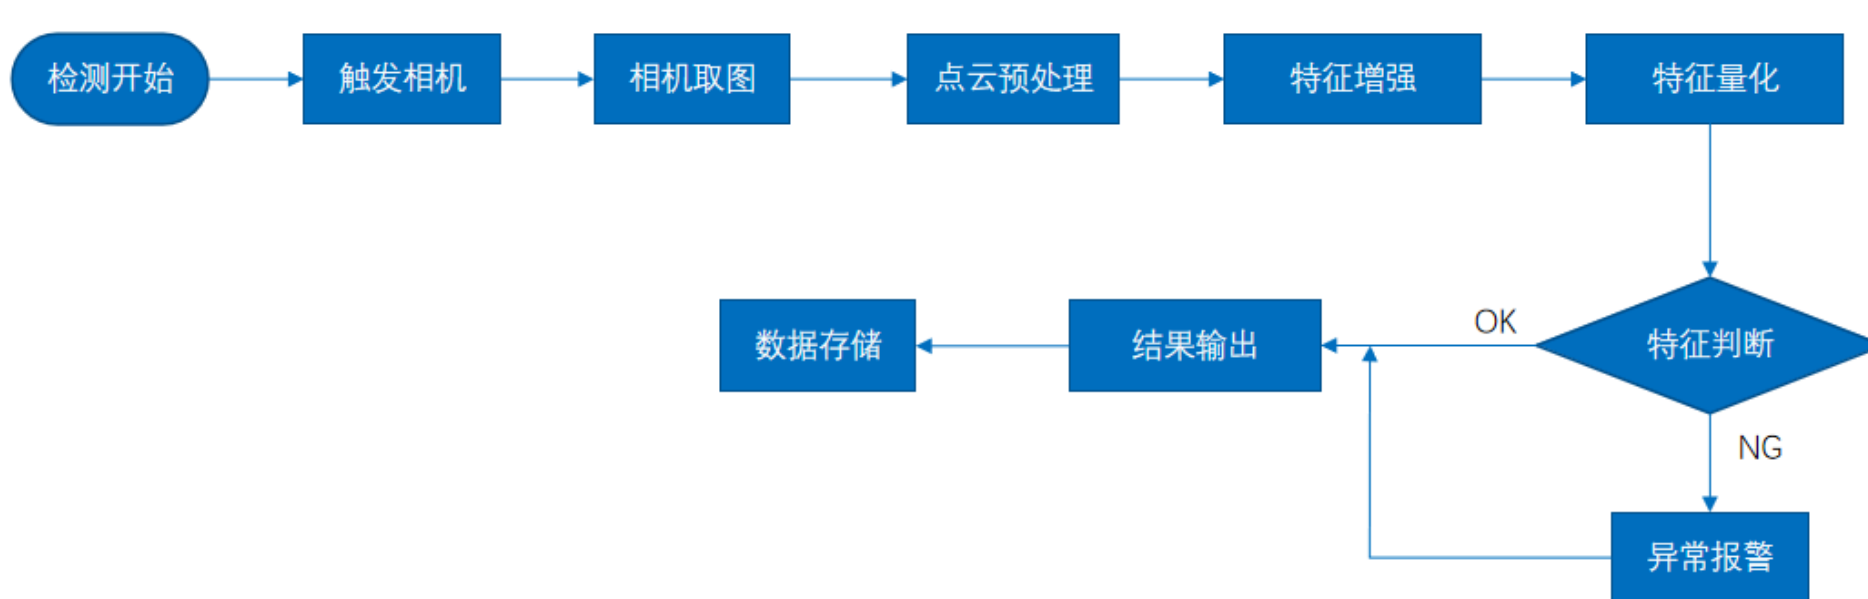 检测开始
触发相机
相机取图
点云预处理
特征增强
特征量化
特征判断
OK
结果输出
数据存储
NG
异常报警